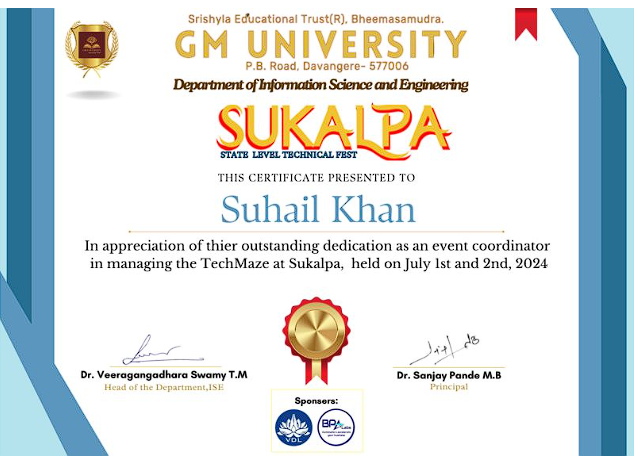 Srishyla Educational Trust(R), Bheemasamudra.
GM UNIVERSITY
P.B. Road, Davangere- 577006
Department of Information Science and Engineering
SUKALPA
STATE LEVEL TECHNICAL FEST
THIS CERTIFICATE PRESENTED TO
Suhail Khan
In appreciation of thier outstanding dedication as an event coordinator
in managing the TechMaze at Sukalpa, held on July 1st and 2nd, 2024
Dr. Veeragangadhara Swamy T.M
Head of the Department,ISE
Dr. Sanjay Pande M.B
Principal
Sponsers:
VDL
BP